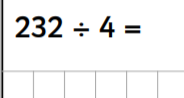 232 ÷ 4 =